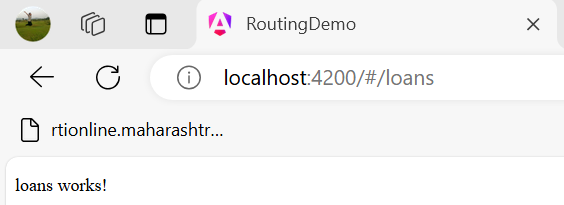 RoutingDemo
localhost:4200/#/loans
rtionline.maharashtr...
loans works!